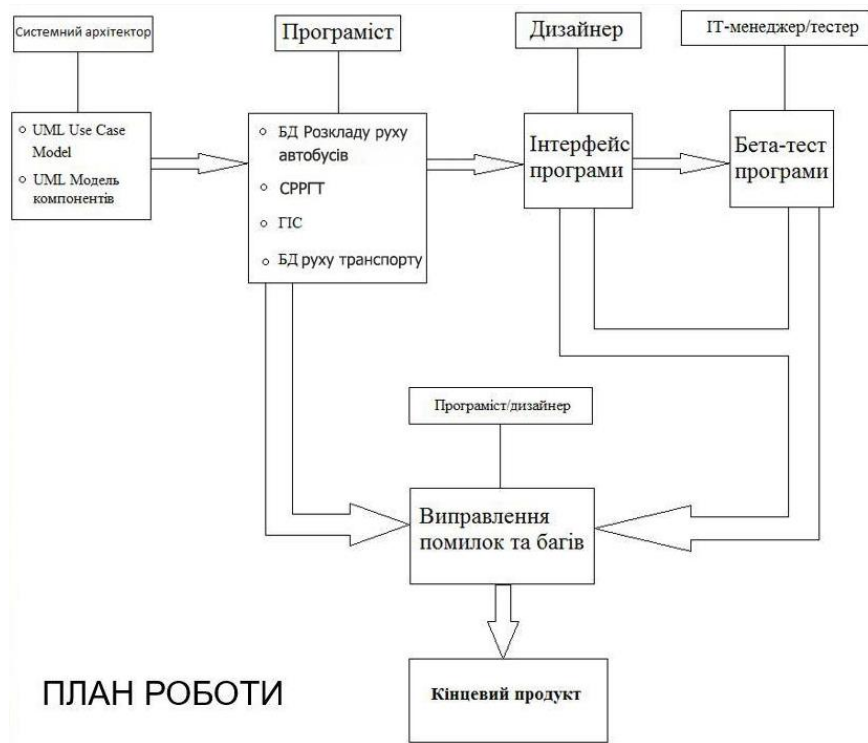 Системний архітектор
Програміст
Дизайнер
ІТ-менеджер/тестер
UML Use Case
Model
UML Модель
компонентів
БД Розкладу руху
автобусів
СРРГТ
ГІС
БД руху транспорту
Інтерфейс
програми
Бета-тест
програми
Програміст/дизайнер
Виправлення
помилок та багів
Кінцевий продукт
ПЛАН РОБОТИ